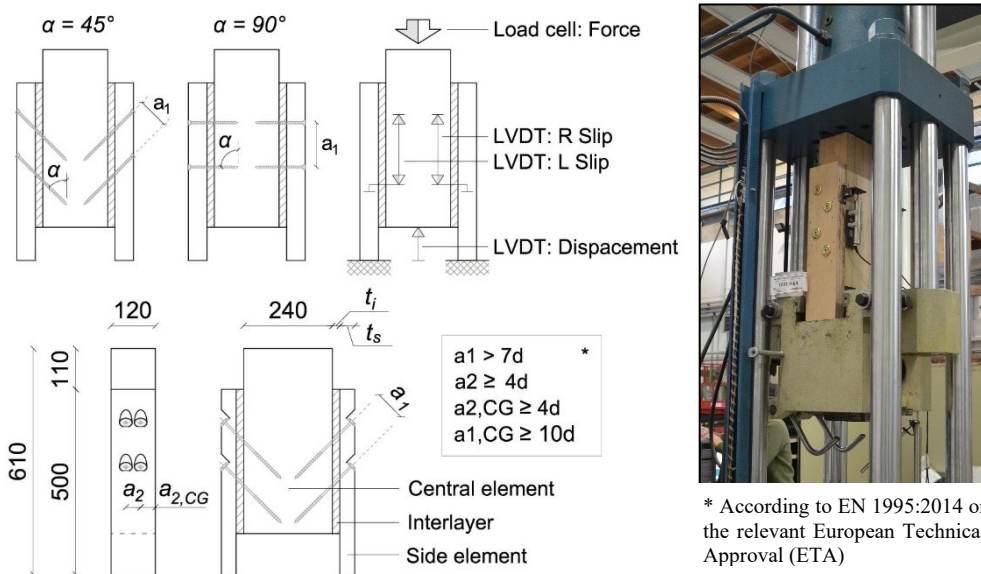 α = 45°
α = 90°
Load cell: Force
a₁
a₁
α
α
LVDT: R Slip
LVDT: L Slip
LVDT: Dispacement
120
240
tᵢ
tₛ
110
610
500
a₁
a1 > 7d *
a2 ≥ 4d
a2,CG ≥ 4d
a1,CG ≥ 10d
a₂
a₂,CG
Central element
Interlayer
Side element
* According to EN 1995:2014 or
the relevant European Technical
Approval (ETA)